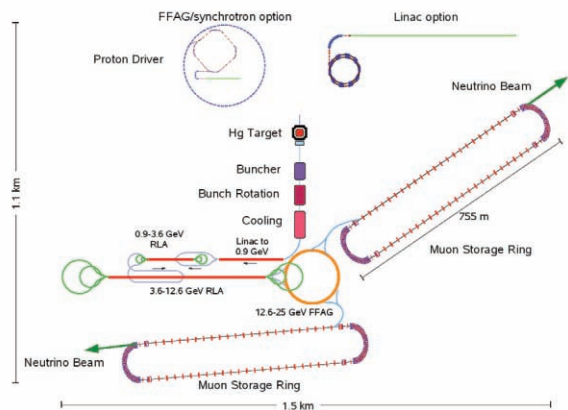 FFAG/synchrotron option
Linac option
Proton Driver
Neutrino Beam
Hg Target
Buncher
Bunch Rotation
Cooling
1.1 km
755 m
0.9-3.6 GeV
RLA
Linac to
0.9 GeV
Muon Storage Ring
3.6-12.6 GeV RLA
12.6-25 GeV FFAG
Neutrino Beam
Muon Storage Ring
1.5 km